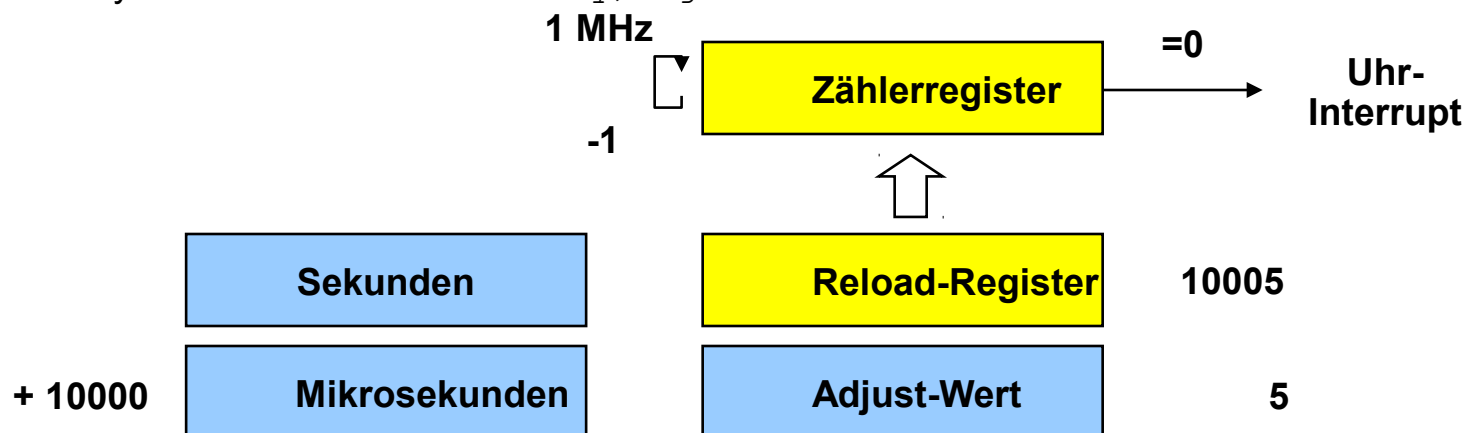 1 MHz
=0
Zählerregister
Uhr-
Interrupt
-1
Sekunden
Reload-Register
10005
+ 10000
Mikrosekunden
Adjust-Wert
5